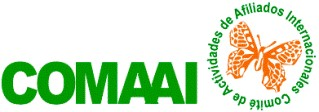 COMAAI
Comité de Actividades de Afiliados Internacionales